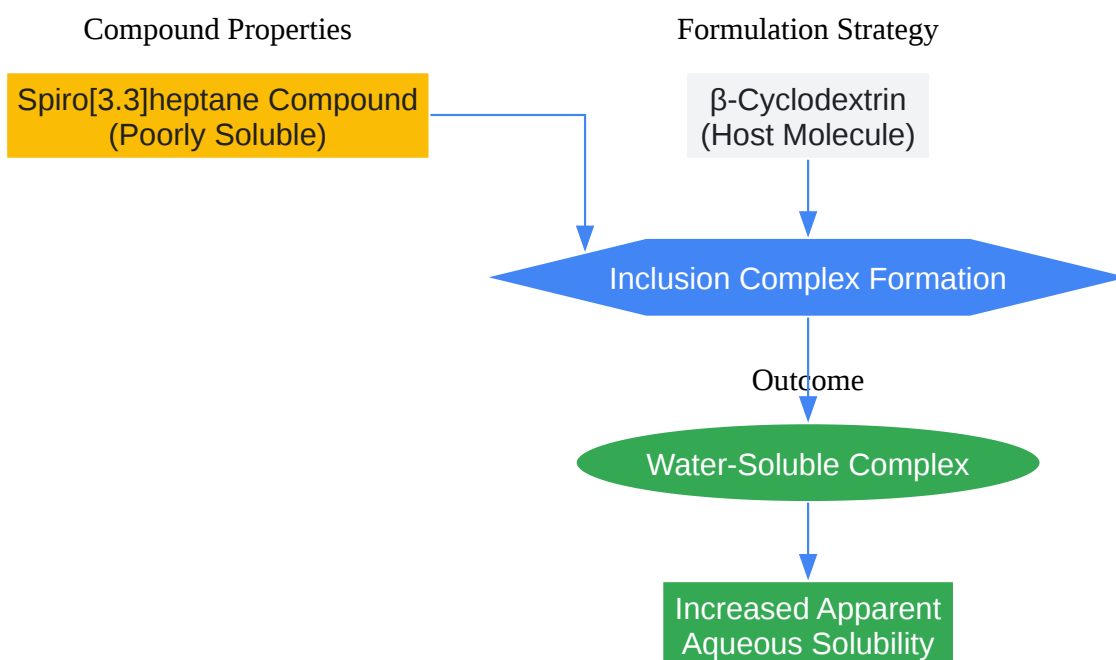 Compound Properties
Formulation Strategy
Spiro[3.3]heptane Compound
(Poorly Soluble)
β-Cyclodextrin
(Host Molecule)
Inclusion Complex Formation
Outcome
Water-Soluble Complex
Increased Apparent
Aqueous Solubility